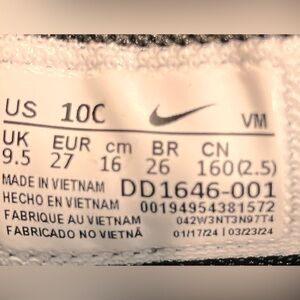 US 10C VM
UK EUR cm BR CN
9.5 27 16 26 160(2.5)
MADE IN VIETNAM DD1646-001
HECHO EN VIETNAM 00194954381572
FABRIQUE AU VIETNAM 042W3NT3N97T4
FABRICADO NO VIETNÃ 01/17/24 | 03/23/24